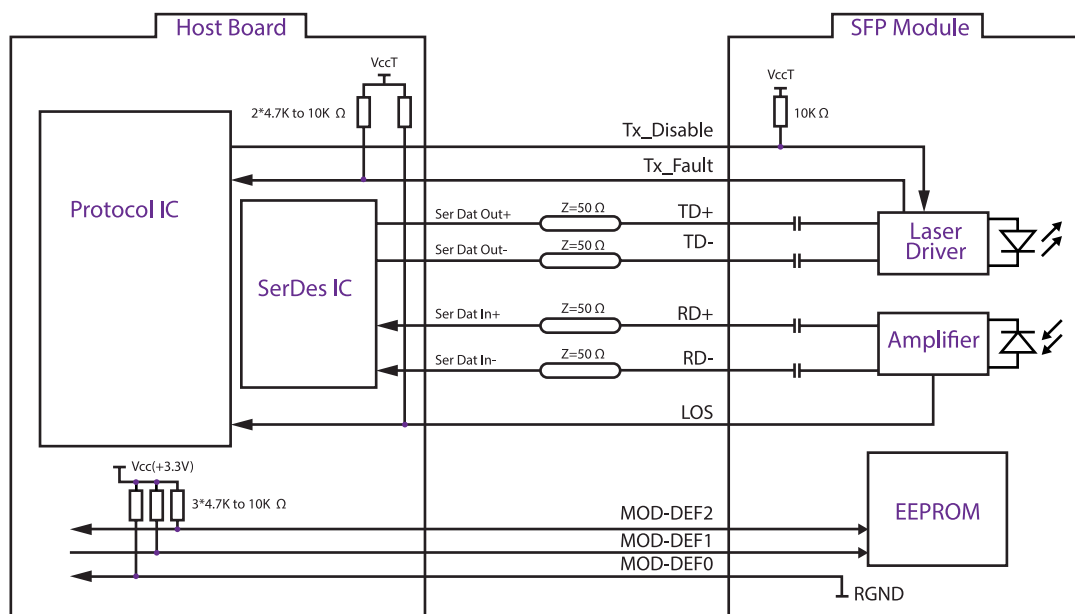 Host Board
SFP Module
VccT
VccT
2*4.7K to 10K Ω
10K Ω
Tx_Disable
Tx_Fault
Protocol IC
Ser Dat Out+
Z=50 Ω
TD+
Laser
Driver
Ser Dat Out-
Z=50 Ω
TD-
SerDes IC
Ser Dat In+
Z=50 Ω
RD+
Amplifier
Ser Dat In-
Z=50 Ω
RD-
LOS
Vcc(+3.3V)
3*4.7K to 10K Ω
EEPROM
MOD-DEF2
MOD-DEF1
MOD-DEF0
RGND